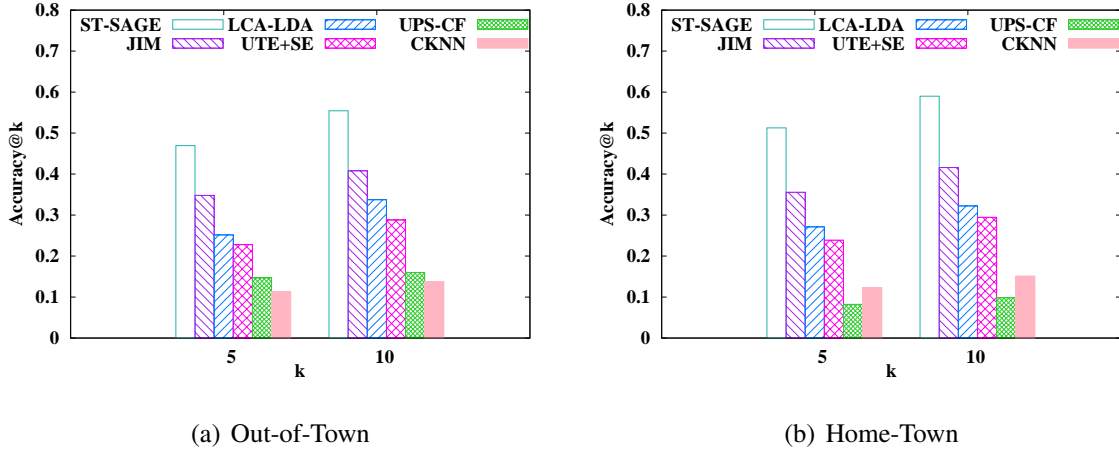 ST-SAGE LCA-LDA UPS-CF
JIM UTE+SE CKNN
0.8
0.7
0.6
0.5
0.4
0.3
0.2
0.1
0
Accuracy@k
5 10
k
(a) Out-of-Town
ST-SAGE LCA-LDA UPS-CF
JIM UTE+SE CKNN
0.8
0.7
0.6
0.5
0.4
0.3
0.2
0.1
0
Accuracy@k
5 10
k
(b) Home-Town